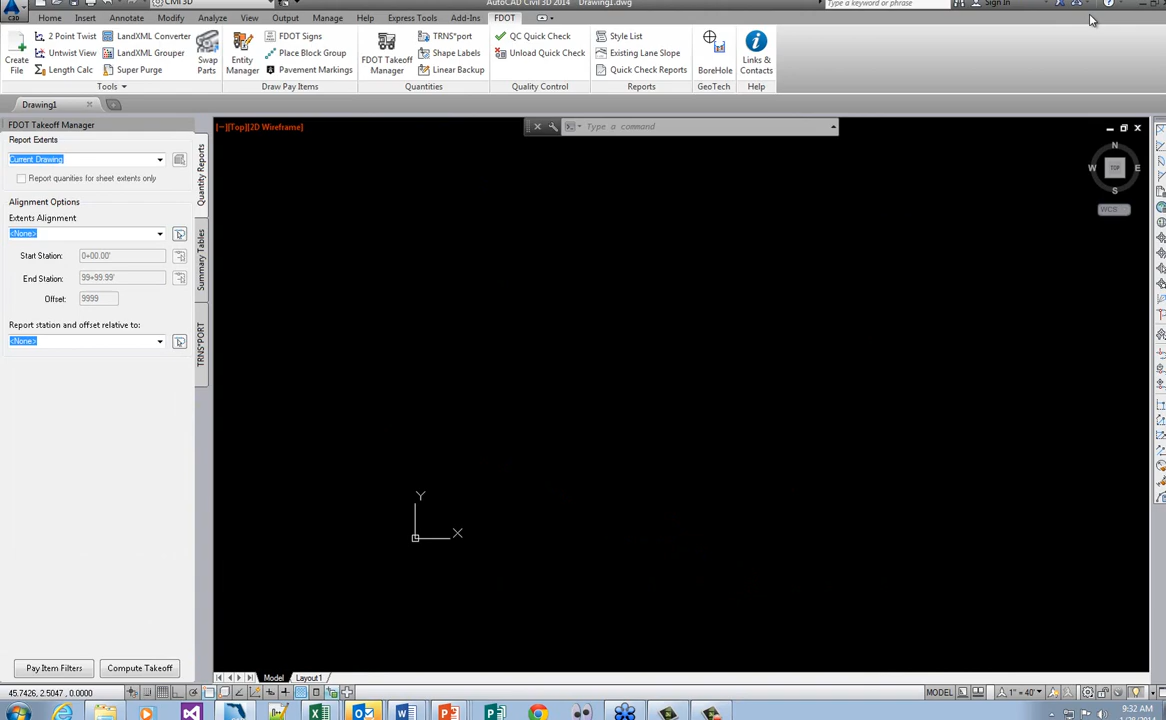 C3D
Civil 3D
AutoCAD Civil 3D 2014 Drawing1.dwg
Type a keyword or phrase
Sign In
Home Insert Annotate Modify Analyze View Output Manage Help Express Tools Add-Ins FDOT
Create File
2 Point Twist
LandXML Converter
Swap Parts
Entity Manager
FDOT Signs
FDOT Takeoff Manager
TRNS*port
QC Quick Check
Style List
BoreHole
Links & Contacts
Untwist View
LandXML Grouper
Place Block Group
Shape Labels
Unload Quick Check
Existing Lane Slope
Length Calc
Super Purge
Pavement Markings
Linear Backup
Quick Check Reports
Tools
Draw Pay Items
Quantities
Quality Control
Reports
GeoTech
Help
Drawing1
FDOT Takeoff Manager
Report Extents
Current Drawing
Report quanities for sheet extents only
Alignment Options
Extents Alignment
<None>
Start Station: 0+00.00'
End Station: 99+99.99'
Offset: 9999
Report station and offset relative to:
<None>
Quantity Reports
Summary Tables
TRNS*PORT
Pay Item Filters
Compute Takeoff
[−][Top][2D Wireframe]
Type a command
N
W TOP E
S
WCS
Y
X
Model Layout1
45.7426, 2.5047, 0.0000
MODEL
1" = 40'
9:32 AM
1/28/2014